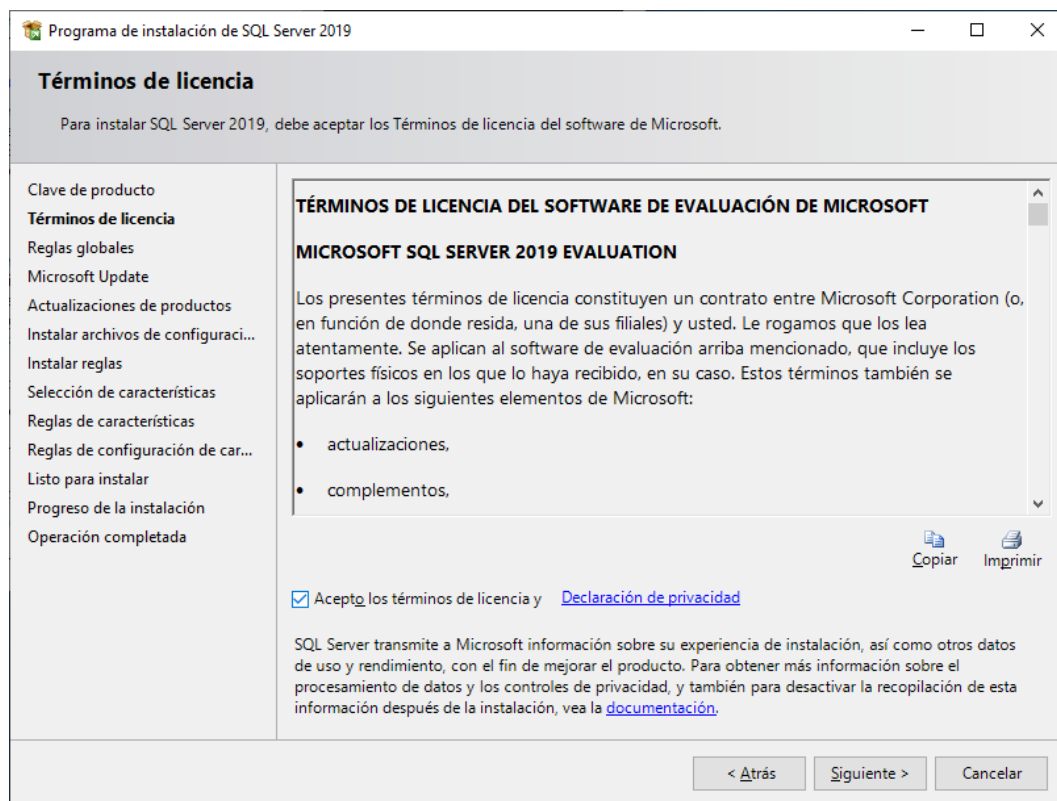 Programa de instalación de SQL Server 2019
Términos de licencia
Para instalar SQL Server 2019, debe aceptar los Términos de licencia del software de Microsoft.
Clave de producto
Términos de licencia
Reglas globales
Microsoft Update
Actualizaciones de productos
Instalar archivos de configuraci...
Instalar reglas
Selección de características
Reglas de características
Reglas de configuración de car...
Listo para instalar
Progreso de la instalación
Operación completada
TÉRMINOS DE LICENCIA DEL SOFTWARE DE EVALUACIÓN DE MICROSOFT
MICROSOFT SQL SERVER 2019 EVALUATION
Los presentes términos de licencia constituyen un contrato entre Microsoft Corporation (o,
en función de donde resida, una de sus filiales) y usted. Le rogamos que los lea
atentamente. Se aplican al software de evaluación arriba mencionado, que incluye los
soportes físicos en los que lo haya recibido, en su caso. Estos términos también se
aplicarán a los siguientes elementos de Microsoft:
• actualizaciones,
• complementos,
Copiar Imprimir
Acepto los términos de licencia y Declaración de privacidad
SQL Server transmite a Microsoft información sobre su experiencia de instalación, así como otros datos
de uso y rendimiento, con el fin de mejorar el producto. Para obtener más información sobre el
procesamiento de datos y los controles de privacidad, y también para desactivar la recopilación de esta
información después de la instalación, vea la documentación.
< Atrás Siguiente > Cancelar